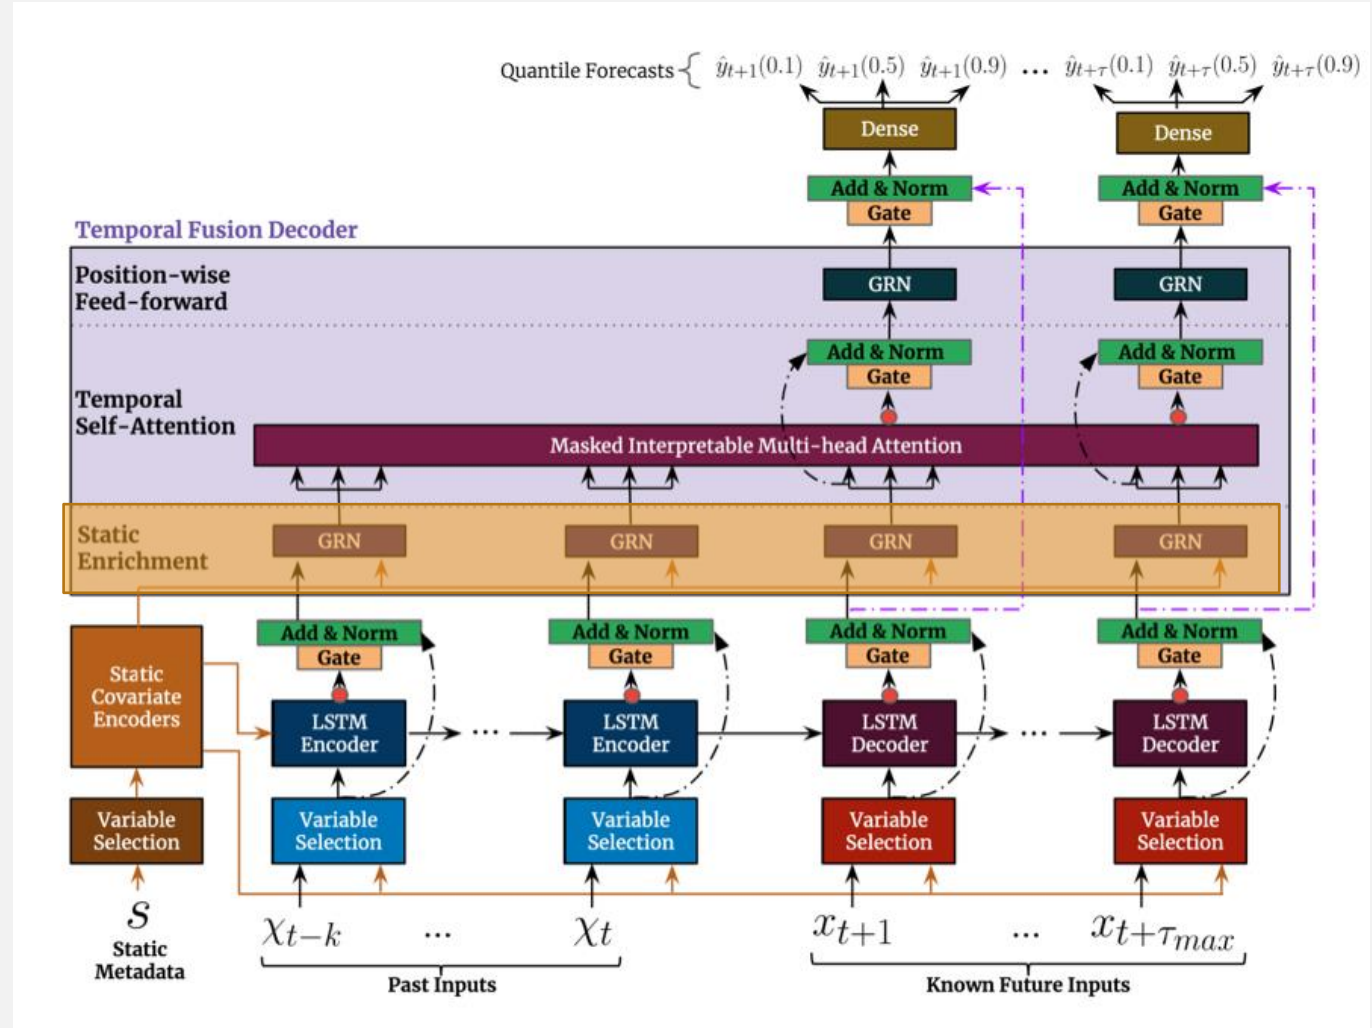 Quantile Forecasts { ŷt+1(0.1) ŷt+1(0.5) ŷt+1(0.9) ... ŷt+τ(0.1) ŷt+τ(0.5) ŷt+τ(0.9)
Dense Dense
Add & Norm Add & Norm
Gate Gate
Temporal Fusion Decoder
Position-wise
Feed-forward
GRN GRN
Add & Norm Add & Norm
Gate Gate
Temporal
Self-Attention
Masked Interpretable Multi-head Attention
Static
Enrichment
GRN GRN GRN GRN
Add & Norm Add & Norm Add & Norm Add & Norm
Gate Gate Gate Gate
Static
Covariate
Encoders
LSTM
Encoder
...
LSTM
Encoder
LSTM
Decoder
...
LSTM
Decoder
Variable
Selection
Variable
Selection
Variable
Selection
Variable
Selection
Variable
Selection
s
Static
Metadata
χt−k ... χt xt+1 ... xt+τmax
Past Inputs Known Future Inputs